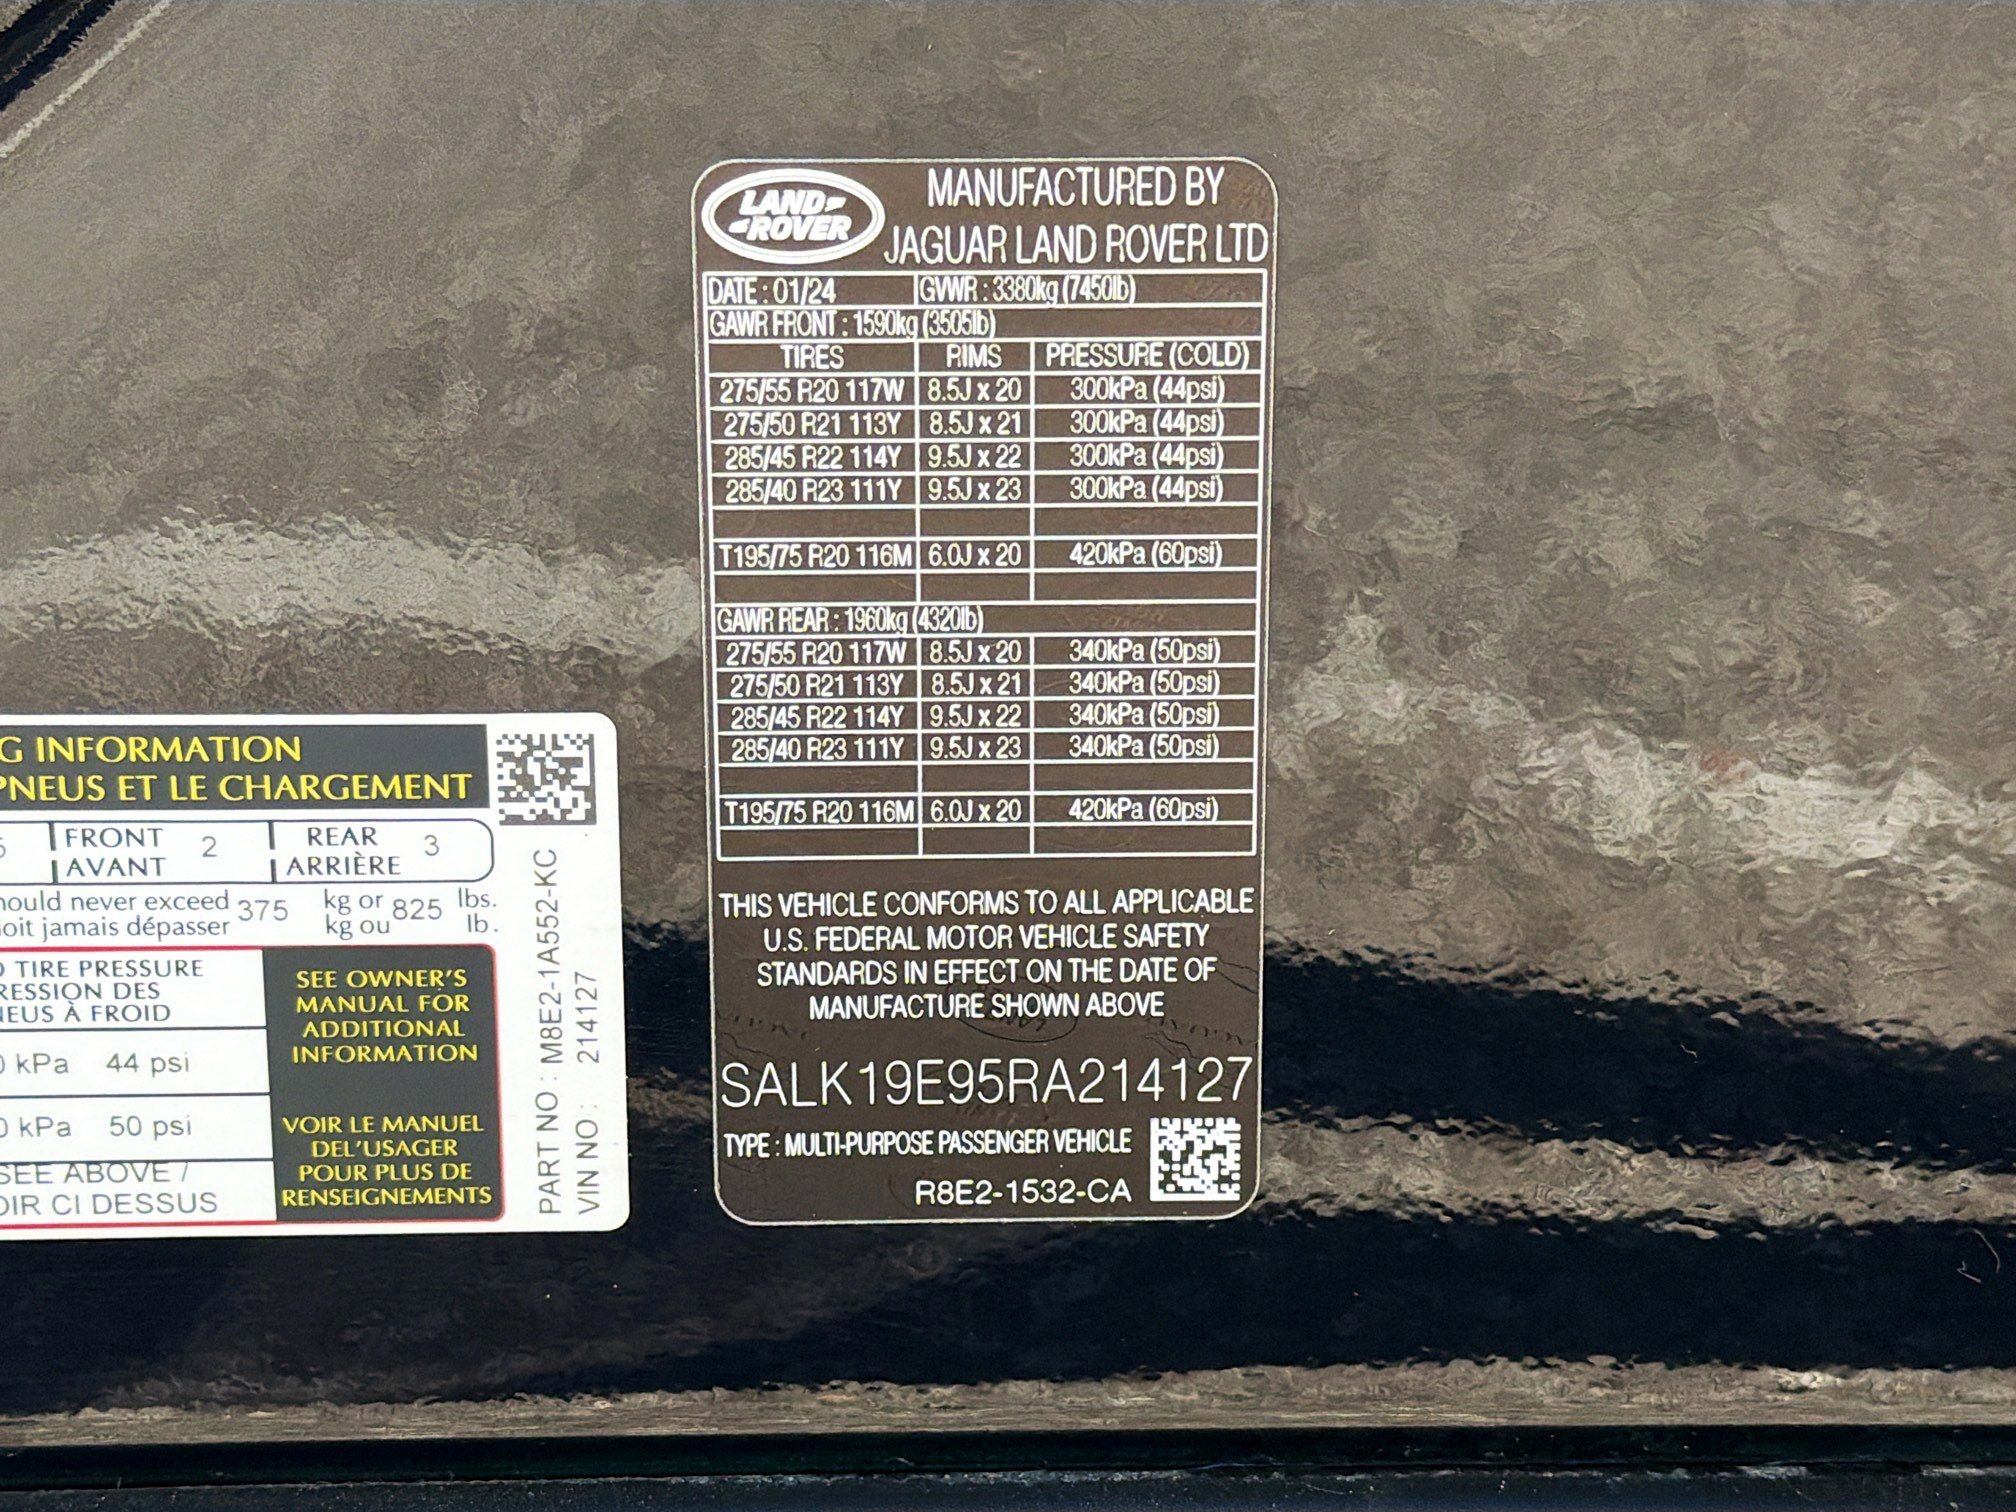 LAND ROVER
MANUFACTURED BY
JAGUAR LAND ROVER LTD
DATE : 01/24 GVWR : 3380kg (7450lb)
GAWR FRONT : 1590kg (3505lb)
TIRES RIMS PRESSURE (COLD)
275/55 R20 117W 8.5J x 20 300kPa (44psi)
275/50 R21 113Y 8.5J x 21 300kPa (44psi)
285/45 R22 114Y 9.5J x 22 300kPa (44psi)
285/40 R23 111Y 9.5J x 23 300kPa (44psi)
T195/75 R20 116M 6.0J x 20 420kPa (60psi)
GAWR REAR : 1960kg (4320lb)
275/55 R20 117W 8.5J x 20 340kPa (50psi)
275/50 R21 113Y 8.5J x 21 340kPa (50psi)
285/45 R22 114Y 9.5J x 22 340kPa (50psi)
285/40 R23 111Y 9.5J x 23 340kPa (50psi)
T195/75 R20 116M 6.0J x 20 420kPa (60psi)
THIS VEHICLE CONFORMS TO ALL APPLICABLE
U.S. FEDERAL MOTOR VEHICLE SAFETY
STANDARDS IN EFFECT ON THE DATE OF
MANUFACTURE SHOWN ABOVE
SALK19E95RA214127
TYPE : MULTI-PURPOSE PASSENGER VEHICLE
R8E2-1532-CA
G INFORMATION
PNEUS ET LE CHARGEMENT
FRONT 2 REAR 3
AVANT ARRIÈRE
never exceed 375 kg or 825 lbs.
jamais dépasser kg ou lb.
TIRE PRESSURE
DES
À FROID
kPa 44 psi
kPa 50 psi
SEE ABOVE /
CI DESSUS
SEE OWNER'S
MANUAL FOR
ADDITIONAL
INFORMATION
VOIR LE MANUEL
DEL'USAGER
POUR PLUS DE
RENSEIGNEMENTS
PART NO : M8E2-1A552-KC
VIN NO : 214127